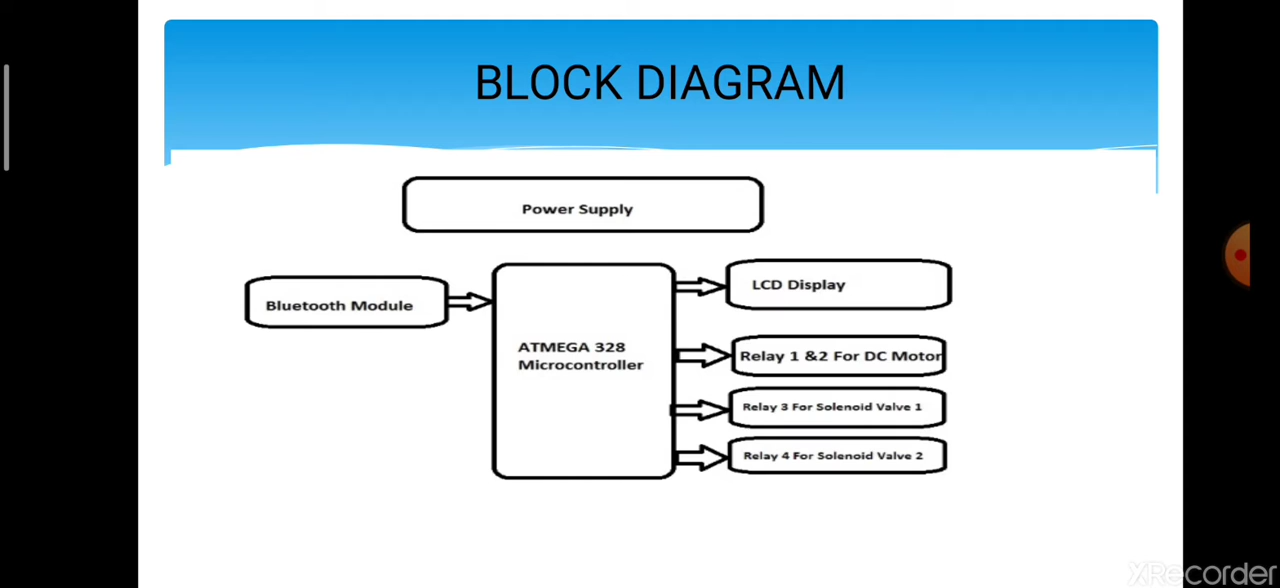 BLOCK DIAGRAM
Power Supply
Bluetooth Module
ATMEGA 328
Microcontroller
LCD Display
Relay 1 &2 For DC Motor
Relay 3 For Solenoid Valve 1
Relay 4 For Solenoid Valve 2
XRecorder